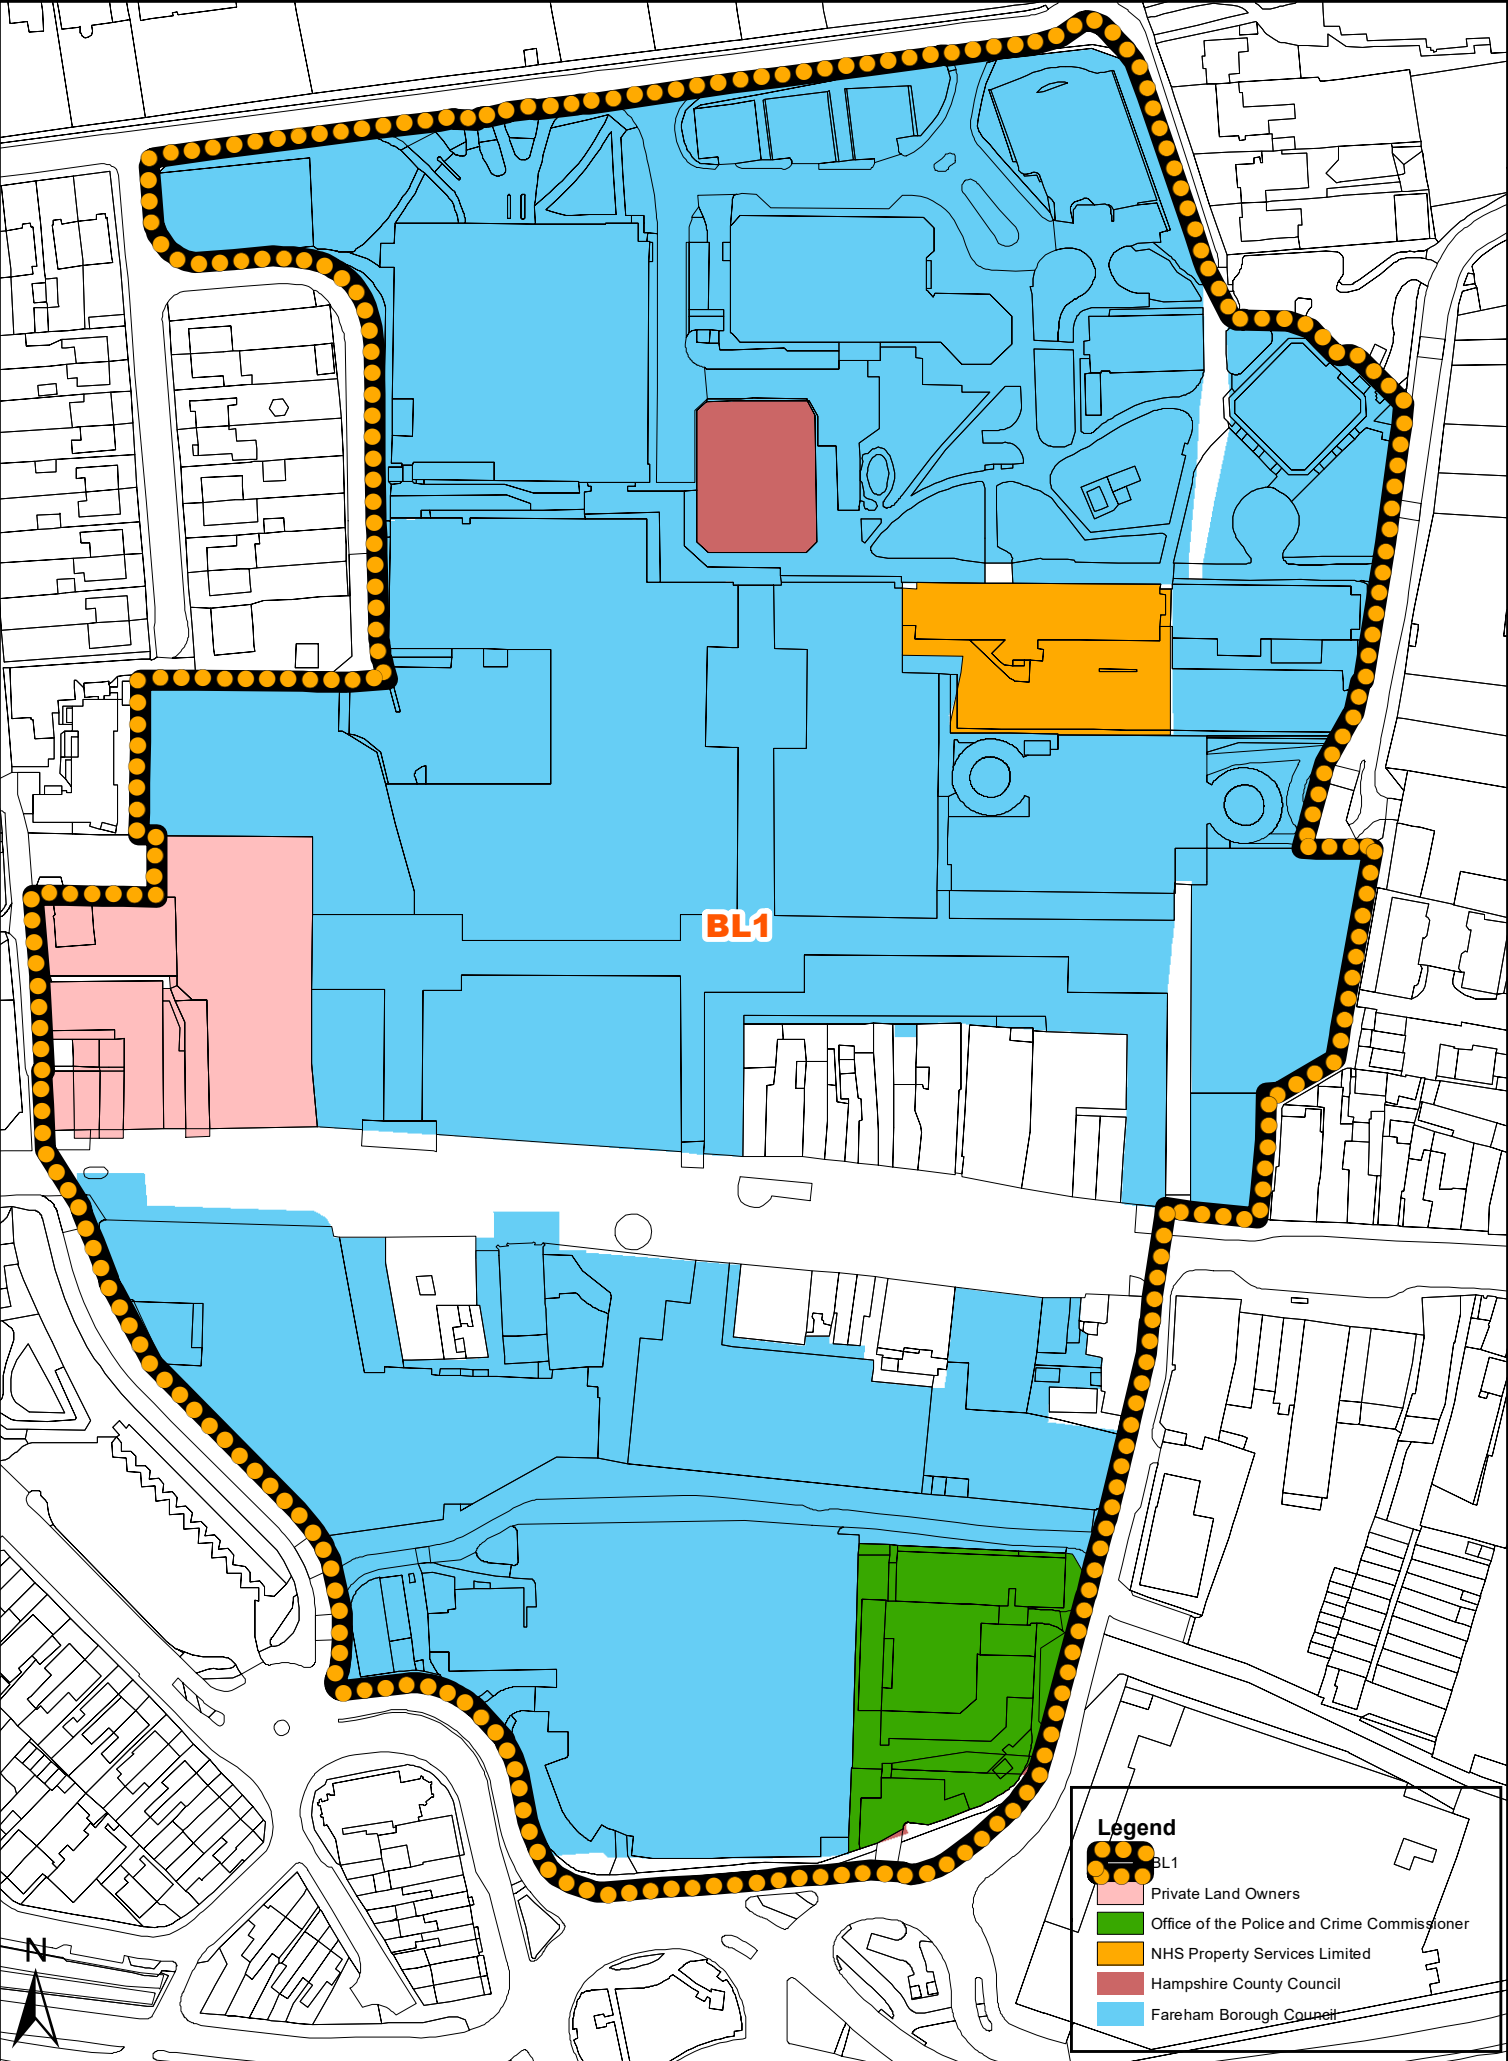 BL1
Legend
BL1
Private Land Owners
Office of the Police and Crime Commissioner
NHS Property Services Limited
Hampshire County Council
Fareham Borough Council
N